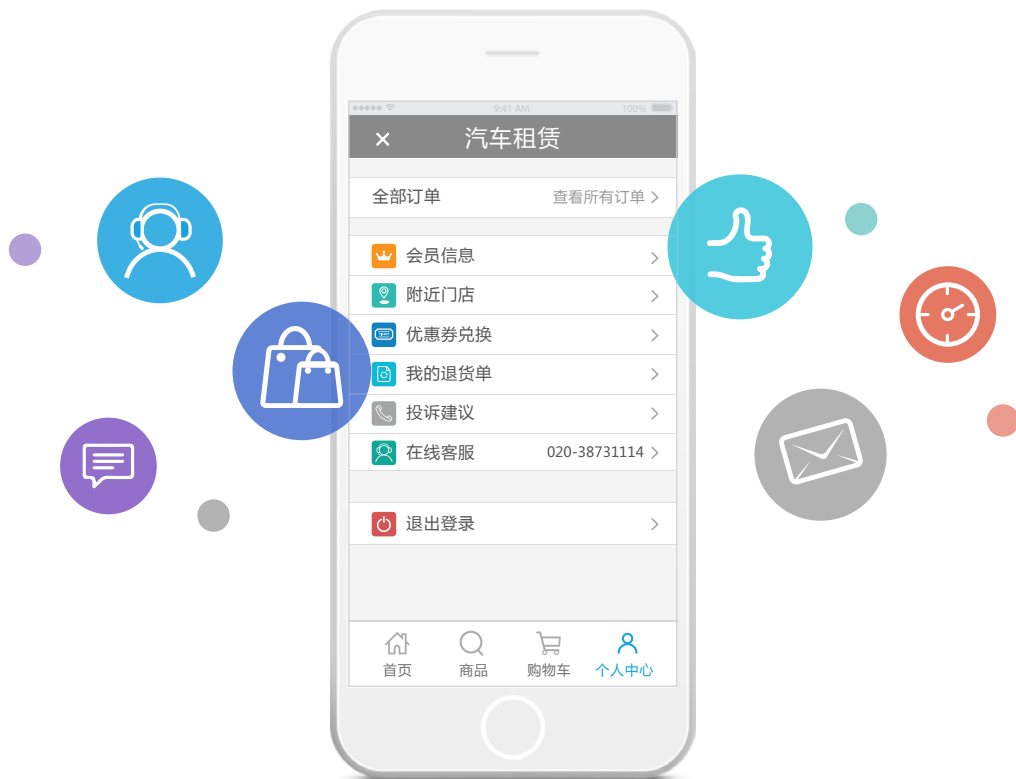 9:41 AM 100%
× 汽车租赁
全部订单 查看所有订单 >
会员信息 >
附近门店 >
优惠券兑换 >
我的退货单 >
投诉建议 >
在线客服 020-38731114 >
退出登录 >
首页 商品 购物车 个人中心